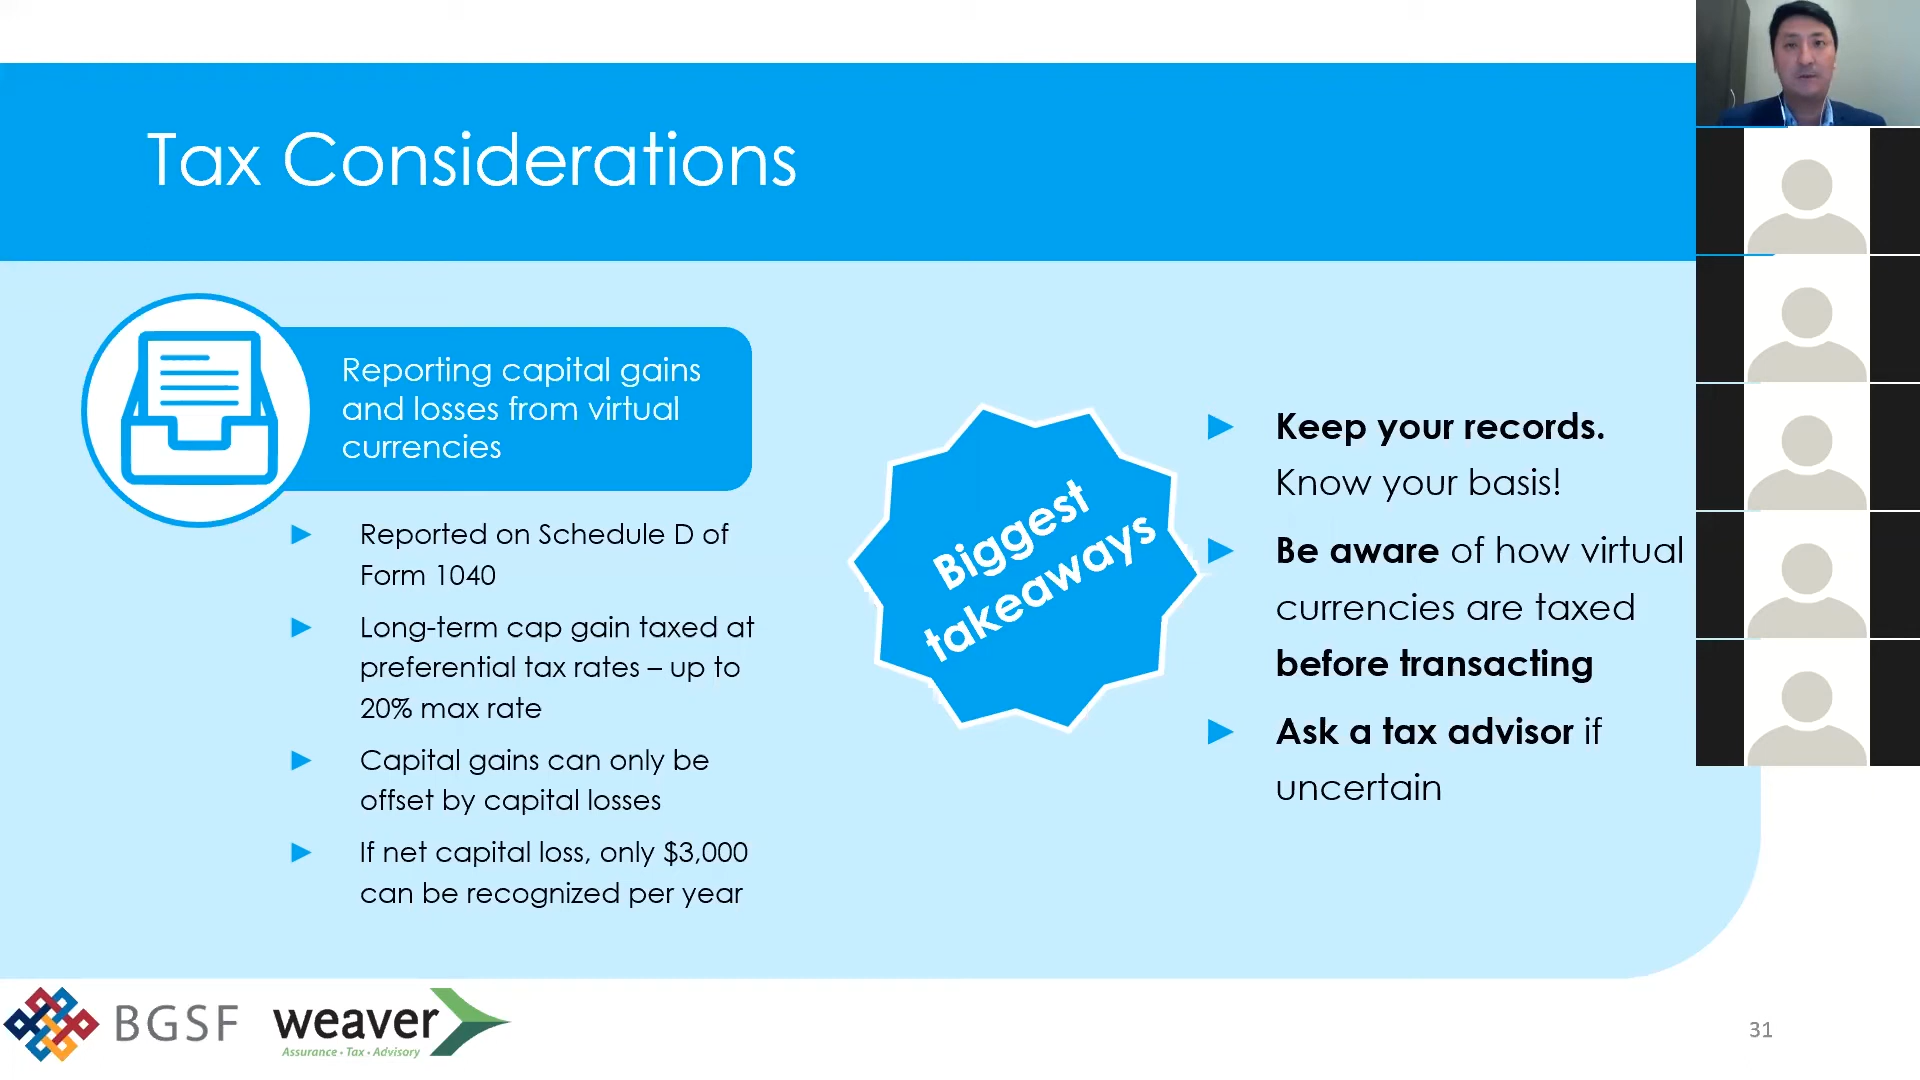 Tax Considerations
Reporting capital gains
and losses from virtual
currencies
► Reported on Schedule D of
Form 1040
► Long-term cap gain taxed at
preferential tax rates – up to
20% max rate
► Capital gains can only be
offset by capital losses
► If net capital loss, only $3,000
can be recognized per year
Biggest
takeaways
► Keep your records.
Know your basis!
► Be aware of how virtual
currencies are taxed
before transacting
► Ask a tax advisor if
uncertain
BGSF
weaver
Assurance • Tax • Advisory
31